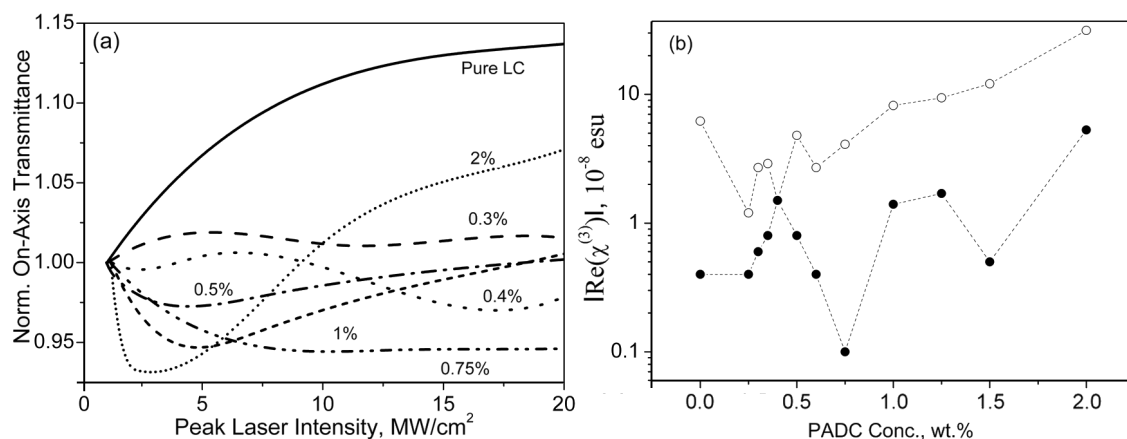 (a)
Norm. On-Axis Transmittance
1.15
1.10
1.05
1.00
0.95
Pure LC
2%
0.3%
0.5%
0.4%
1%
0.75%
0 5 10 15 20
Peak Laser Intensity, MW/cm²
(b)
|Re(χ⁽³⁾)|, 10⁻⁸ esu
10
1
0.1
0.0 0.5 1.0 1.5 2.0
PADC Conc., wt.%